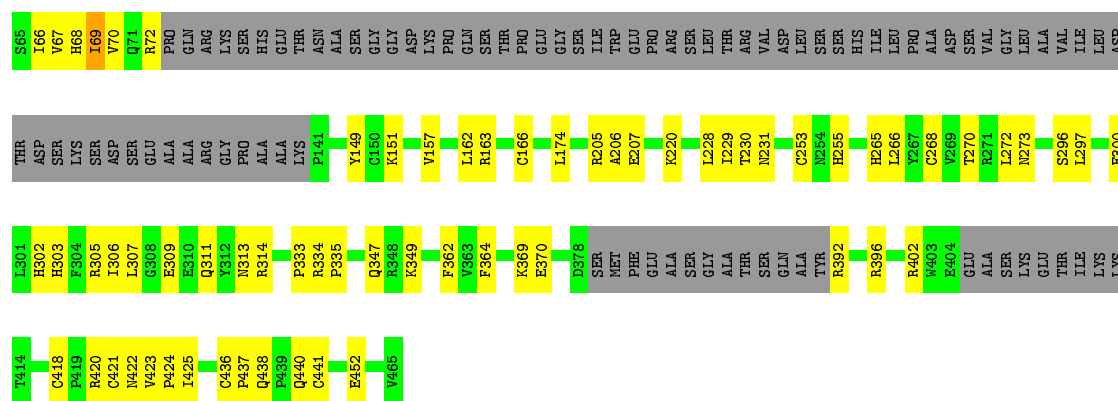 S65 I66 V67 H68 I69 V70 Q71 R72 PRO GLN ARG LYS SER HIS GLU THR ASN ALA SER GLY GLY ASP LYS PRO GLN SER THR PRO GLU GLY SER ILE TRP GLU PRO ARG SER LEU THR ARG VAL ASP LEU SER SER HIS ILE LEU PRO ALA ASP SER VAL GLY LEU ALA VAL ILE LEU ASP
THR ASP SER LYS SER ASP SER GLU ALA ALA ARG GLY PRO ALA ALA LYS P141 Y149 C150 K151 V157 L162 R163 C166 L174 R205 A206 E207 K220 L228 I229 T230 N231 C253 N254 H255 H265 L266 Y267 C268 V269 T270 R271 L272 N273 S296 L297 E300
L301 H302 H303 F304 R305 I306 L307 G308 E309 E310 Q311 Y312 N313 R314 P333 R334 P335 Q347 R348 K349 F362 V363 F364 K369 E370 D378 SER MET PHE GLU ALA SER GLY ALA THR SER GLN ALA TYR R392 R396 R402 W403 E404 GLU ALA SER LYS GLU THR ILE LYS LYS
T414 C418 P419 R420 C421 N422 V423 P424 I425 C436 P437 Q438 P439 Q440 C441 E452 V465